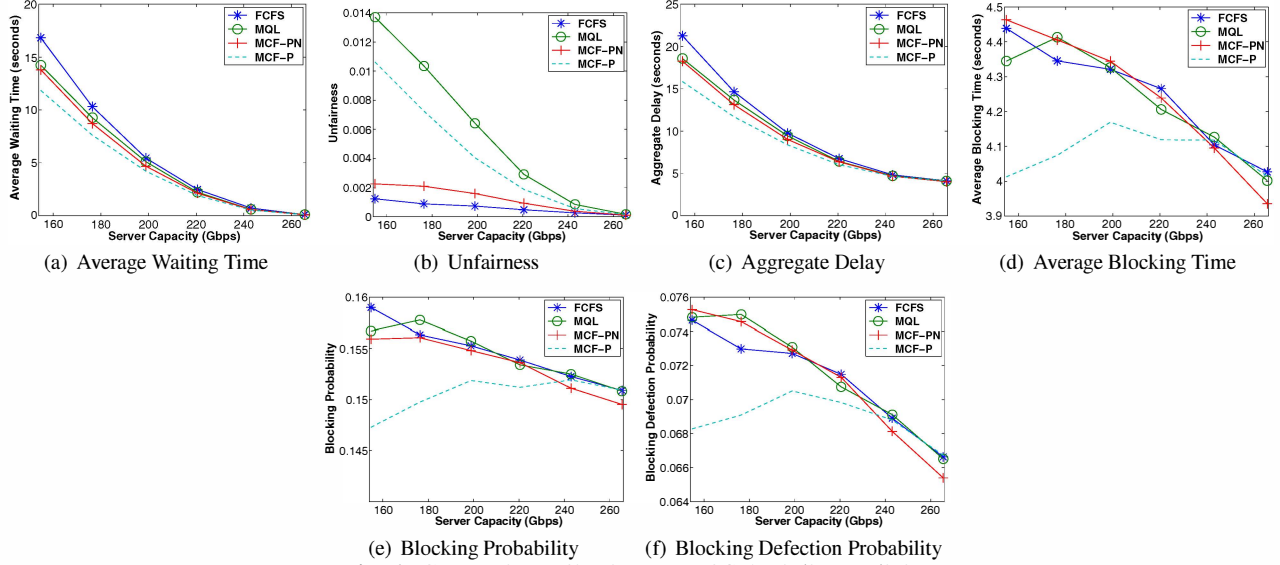 20
15
10
5
0
160 180 200 220 240 260
Average Waiting Time (seconds)
Server Capacity (Gbps)
FCFS
MQL
MCF-PN
MCF-P
(a) Average Waiting Time
0.014
0.012
0.01
0.008
0.006
0.004
0.002
0
160 180 200 220 240 260
Unfairness
Server Capacity (Gbps)
FCFS
MQL
MCF-PN
MCF-P
(b) Unfairness
25
20
15
10
5
0
160 180 200 220 240 260
Aggregate Delay (seconds)
Server Capacity (Gbps)
FCFS
MQL
MCF-PN
MCF-P
(c) Aggregate Delay
4.5
4.4
4.3
4.2
4.1
4
3.9
160 180 200 220 240 260
Average Blocking Time (seconds)
Server Capacity (Gbps)
FCFS
MQL
MCF-PN
MCF-P
(d) Average Blocking Time
0.16
0.155
0.15
0.145
160 180 200 220 240 260
Blocking Probability
Server Capacity (Gbps)
FCFS
MQL
MCF-PN
MCF-P
(e) Blocking Probability
0.076
0.074
0.072
0.07
0.068
0.066
0.064
160 180 200 220 240 260
Blocking Defection Probability
Server Capacity (Gbps)
FCFS
MQL
MCF-PN
MCF-P
(f) Blocking Defection Probability